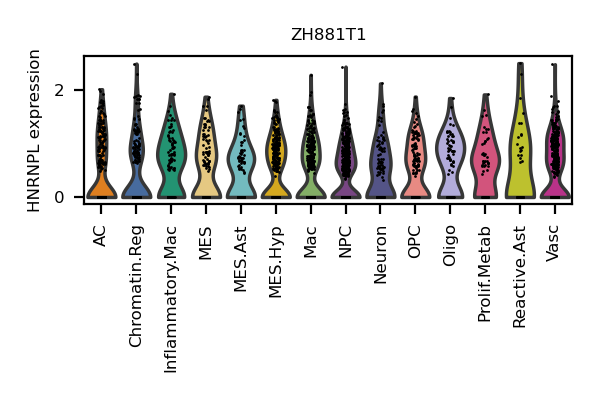 ZH881T1
HNRNPL expression
2
0
AC
Chromatin.Reg
Inflammatory.Mac
MES
MES.Ast
MES.Hyp
Mac
NPC
Neuron
OPC
Oligo
Prolif.Metab
Reactive.Ast
Vasc